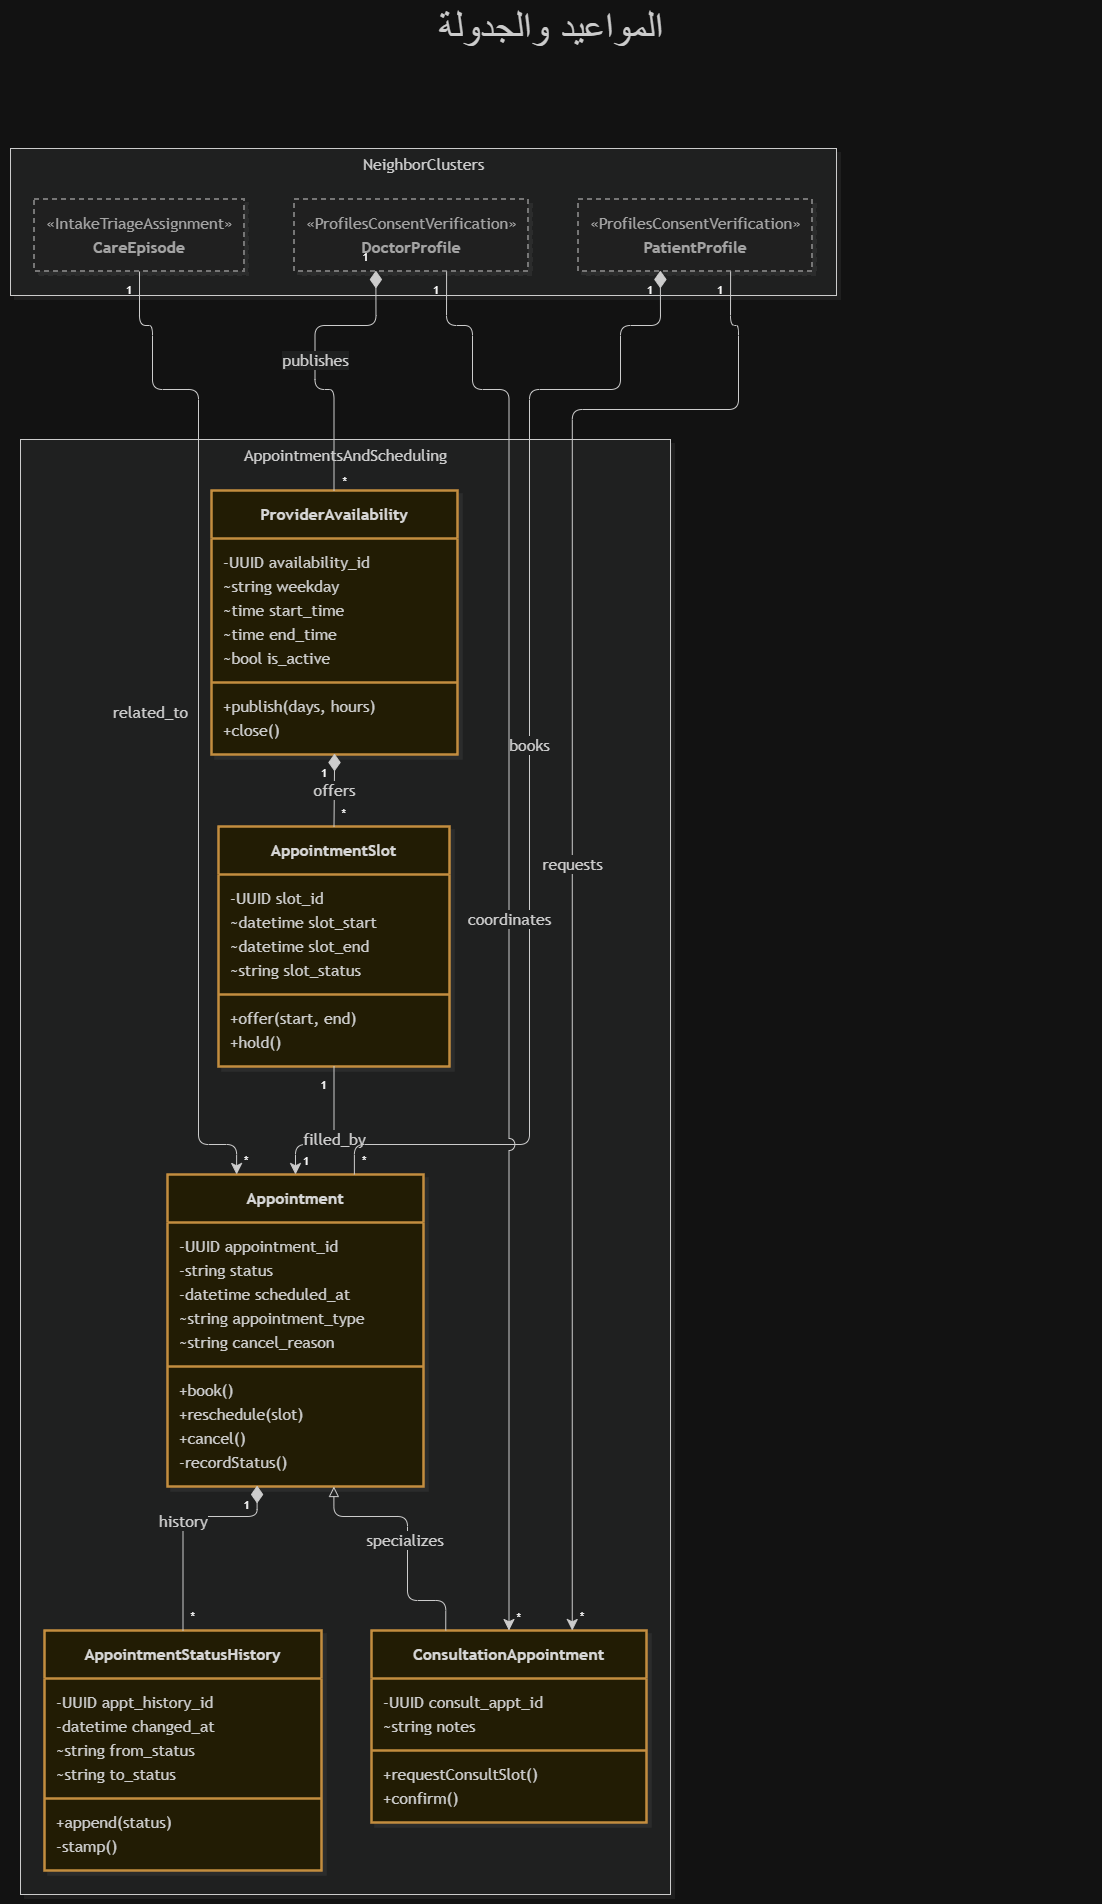 المواعيد والجدولة
NeighborClusters
«IntakeTriageAssignment»
CareEpisode
«ProfilesConsentVerification»
DoctorProfile
«ProfilesConsentVerification»
PatientProfile
1
1
1
1
1
publishes
AppointmentsAndScheduling
*
ProviderAvailability
-UUID availability_id
~string weekday
~time start_time
~time end_time
~bool is_active
+publish(days, hours)
+close()
related_to
books
1
offers
*
AppointmentSlot
-UUID slot_id
~datetime slot_start
~datetime slot_end
~string slot_status
+offer(start, end)
+hold()
requests
coordinates
1
filled_by
*
1
*
Appointment
-UUID appointment_id
-string status
-datetime scheduled_at
~string appointment_type
~string cancel_reason
+book()
+reschedule(slot)
+cancel()
-recordStatus()
1
history
specializes
*
*
*
AppointmentStatusHistory
-UUID appt_history_id
-datetime changed_at
~string from_status
~string to_status
+append(status)
-stamp()
ConsultationAppointment
-UUID consult_appt_id
~string notes
+requestConsultSlot()
+confirm()